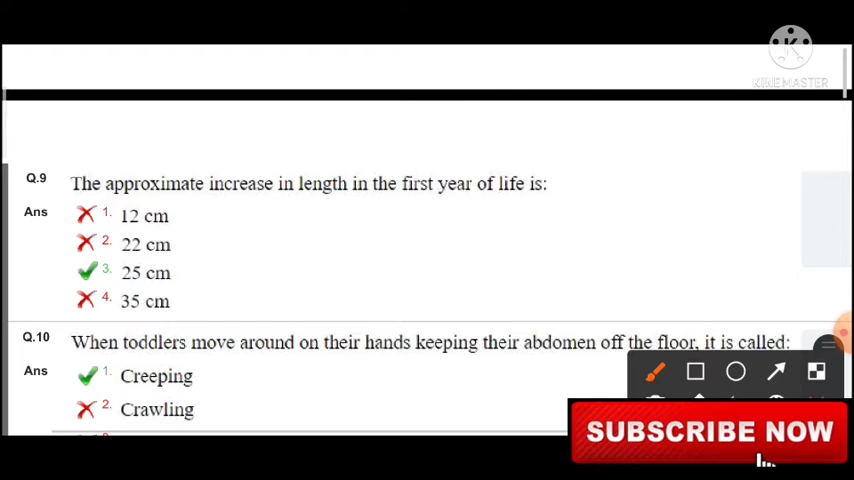 KINEMASTER
Q.9 The approximate increase in length in the first year of life is:
Ans 1. 12 cm
2. 22 cm
3. 25 cm
4. 35 cm
Q.10 When toddlers move around on their hands keeping their abdomen off the floor, it is called:
Ans 1. Creeping
2. Crawling
SUBSCRIBE NOW